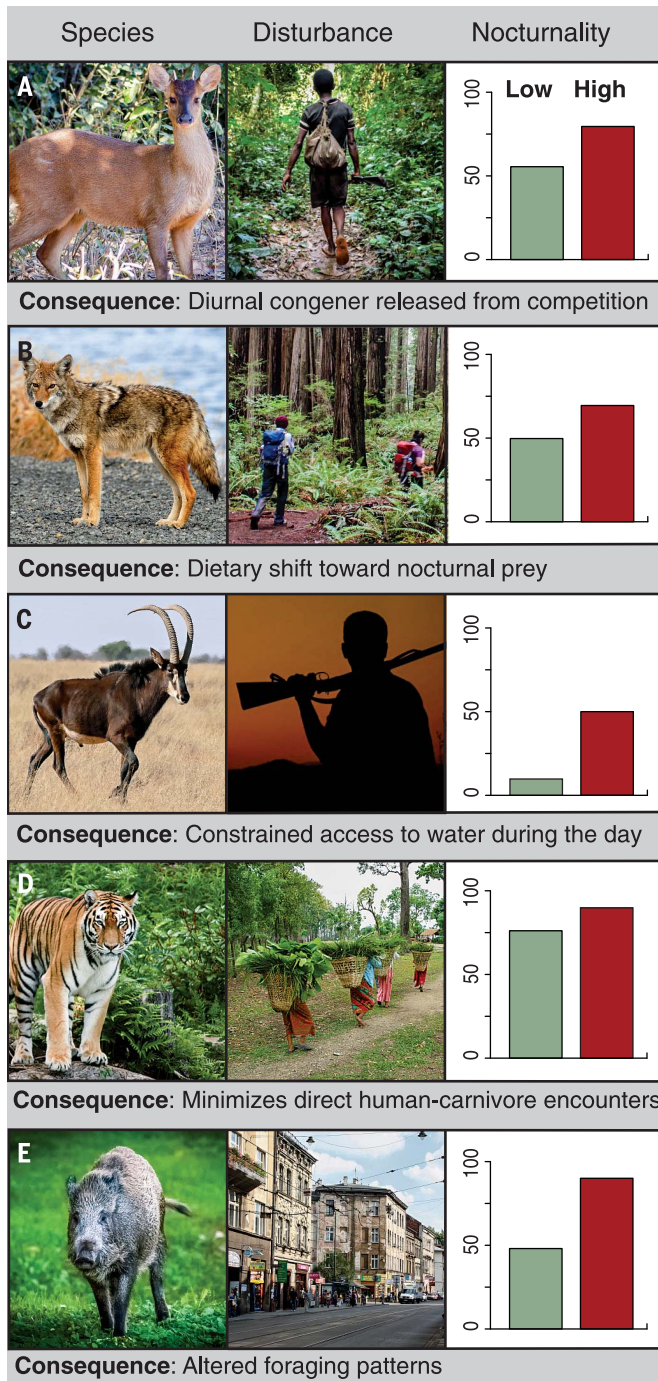 Species Disturbance Nocturnality
A
Low High
100
50
0
Consequence: Diurnal congener released from competition
B
100
50
0
Consequence: Dietary shift toward nocturnal prey
C
100
50
0
Consequence: Constrained access to water during the day
D
100
50
0
Consequence: Minimizes direct human-carnivore encounters
E
100
50
0
Consequence: Altered foraging patterns